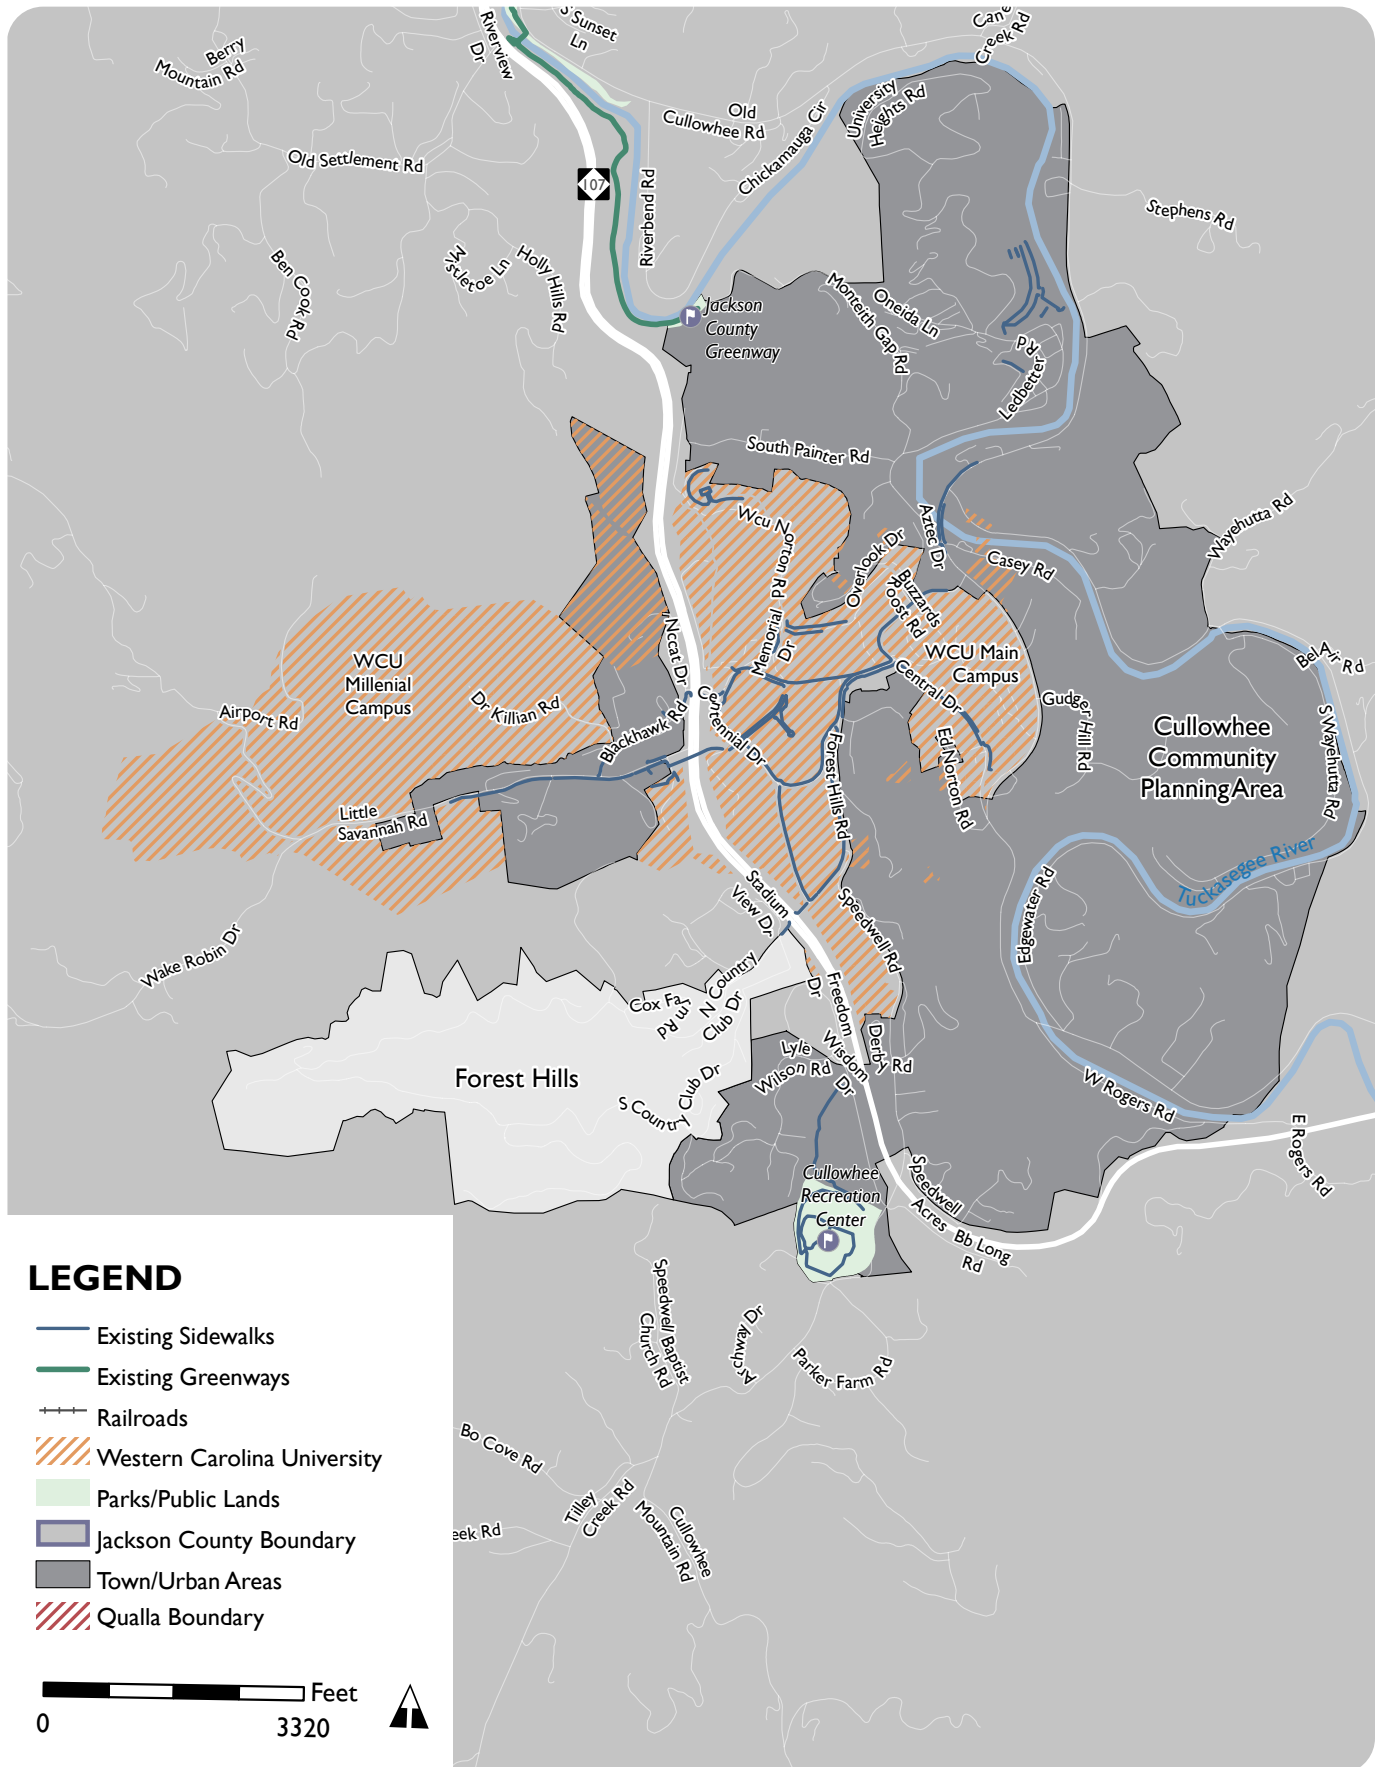 S Sunset
Ln
Cane
Creek Rd
Riverview
Dr
Berry
Mountain Rd
University
Heights Rd
Old
Cullowhee Rd
Chickamauga Cir
Old Settlement Rd
107
Riverbend Rd
Stephens Rd
Mistletoe Ln
Holly Hills Rd
Ben Cook Rd
Jackson
County
Greenway
Monteith Gap Rd
Oneida Ln
Ledbetter
Rd
South Painter Rd
Wcu Norton Rd
Aztec Dr
Wayehutta Rd
Overlook Dr
Casey Rd
Buzzards
Roost Rd
Memorial
Dr
Nccat Dr
WCU
Millenial
Campus
WCU Main
Campus
Bel Air Rd
Central Dr
Airport Rd
Dr Killian Rd
Blackhawk Rd
Centennial Dr
Gudger Hill Rd
S Wayehutta Rd
Cullowhee
Community
Planning Area
Forest Hills Rd
Ed Norton Rd
Little
Savannah Rd
Tuckasegee River
Stadium
View Dr
Speedwell Rd
Edgewater Rd
Wake Robin Dr
N Country
Club Dr
Cox Farm Rd
Freedom
Dr
Derby Rd
Wisdom
Dr
Lyle
Wilson Rd
Forest Hills
S Country Club Dr
W Rogers Rd
E Rogers Rd
Cullowhee
Recreation
Center
Speedwell
Acres
Bb Long
Rd
Speedwell Baptist
Church Rd
Archway Dr
Parker Farm Rd
Bo Cove Rd
Tilley
Creek Rd
eek Rd
Cullowhee
Mountain Rd
LEGEND
Existing Sidewalks
Existing Greenways
Railroads
Western Carolina University
Parks/Public Lands
Jackson County Boundary
Town/Urban Areas
Qualla Boundary
Feet
0
3320